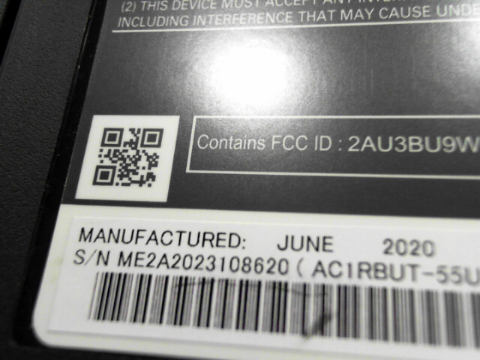 (2) THIS DEVICE MUST ACCEPT ANY
INCLUDING INTERFERENCE THAT MAY CAUSE UNDE
Contains FCC ID : 2AU3BU9W
MANUFACTURED: JUNE 2020
S/N ME2A2023108620 ( AC1RBUT-55U